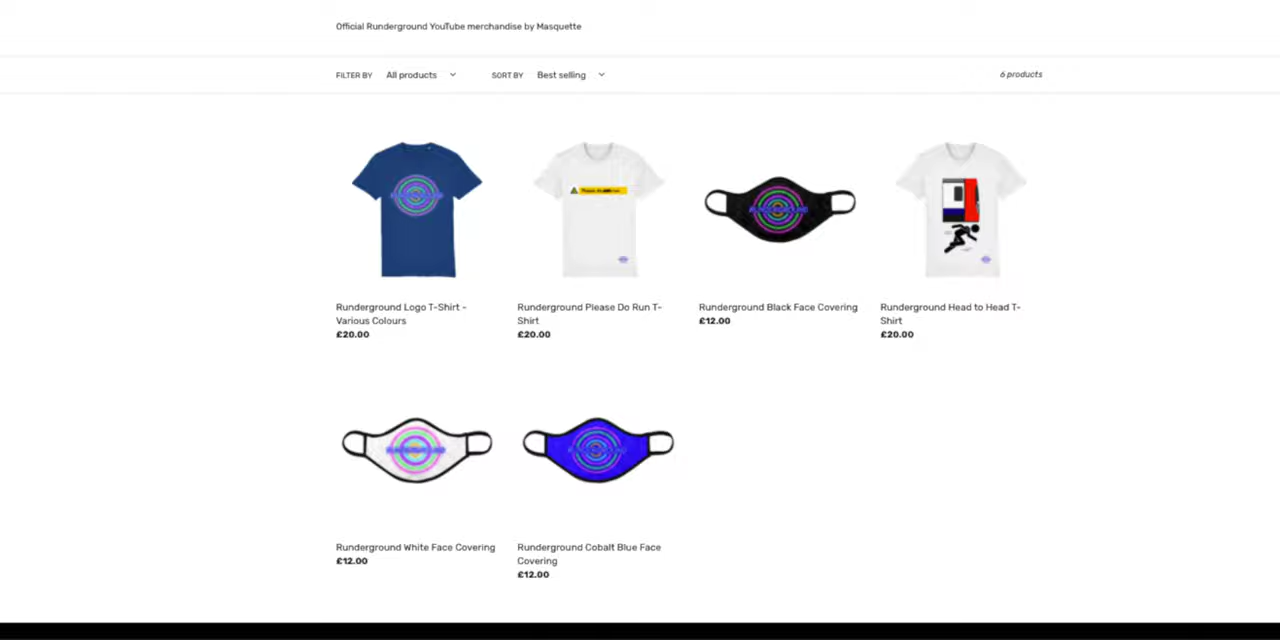 Official Runderground YouTube merchandise by Masquette
FILTER BY All products SORT BY Best selling 6 products
Runderground Logo T-Shirt -
Various Colours
£20.00
Runderground Please Do Run T-
Shirt
£20.00
Runderground Black Face Covering
£12.00
Runderground Head to Head T-
Shirt
£20.00
Runderground White Face Covering
£12.00
Runderground Cobalt Blue Face
Covering
£12.00